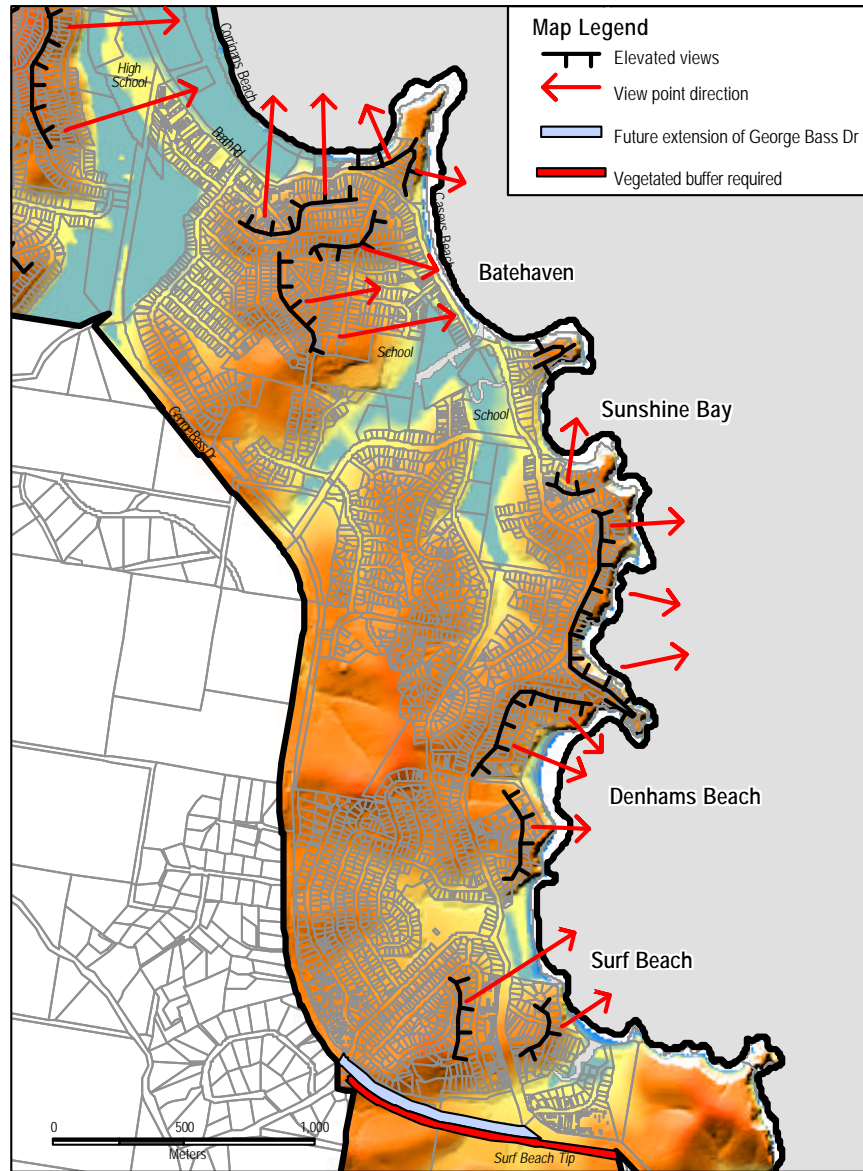 Map Legend
Elevated views
View point direction
Future extension of George Bass Dr
Vegetated buffer required
Corrigans Beach
High
School
Beach Rd
Caseys Beach
Batehaven
School
School
Sunshine Bay
George Bass Dr
Denhams Beach
Surf Beach
0 500 1,000
Meters
Surf Beach Tip